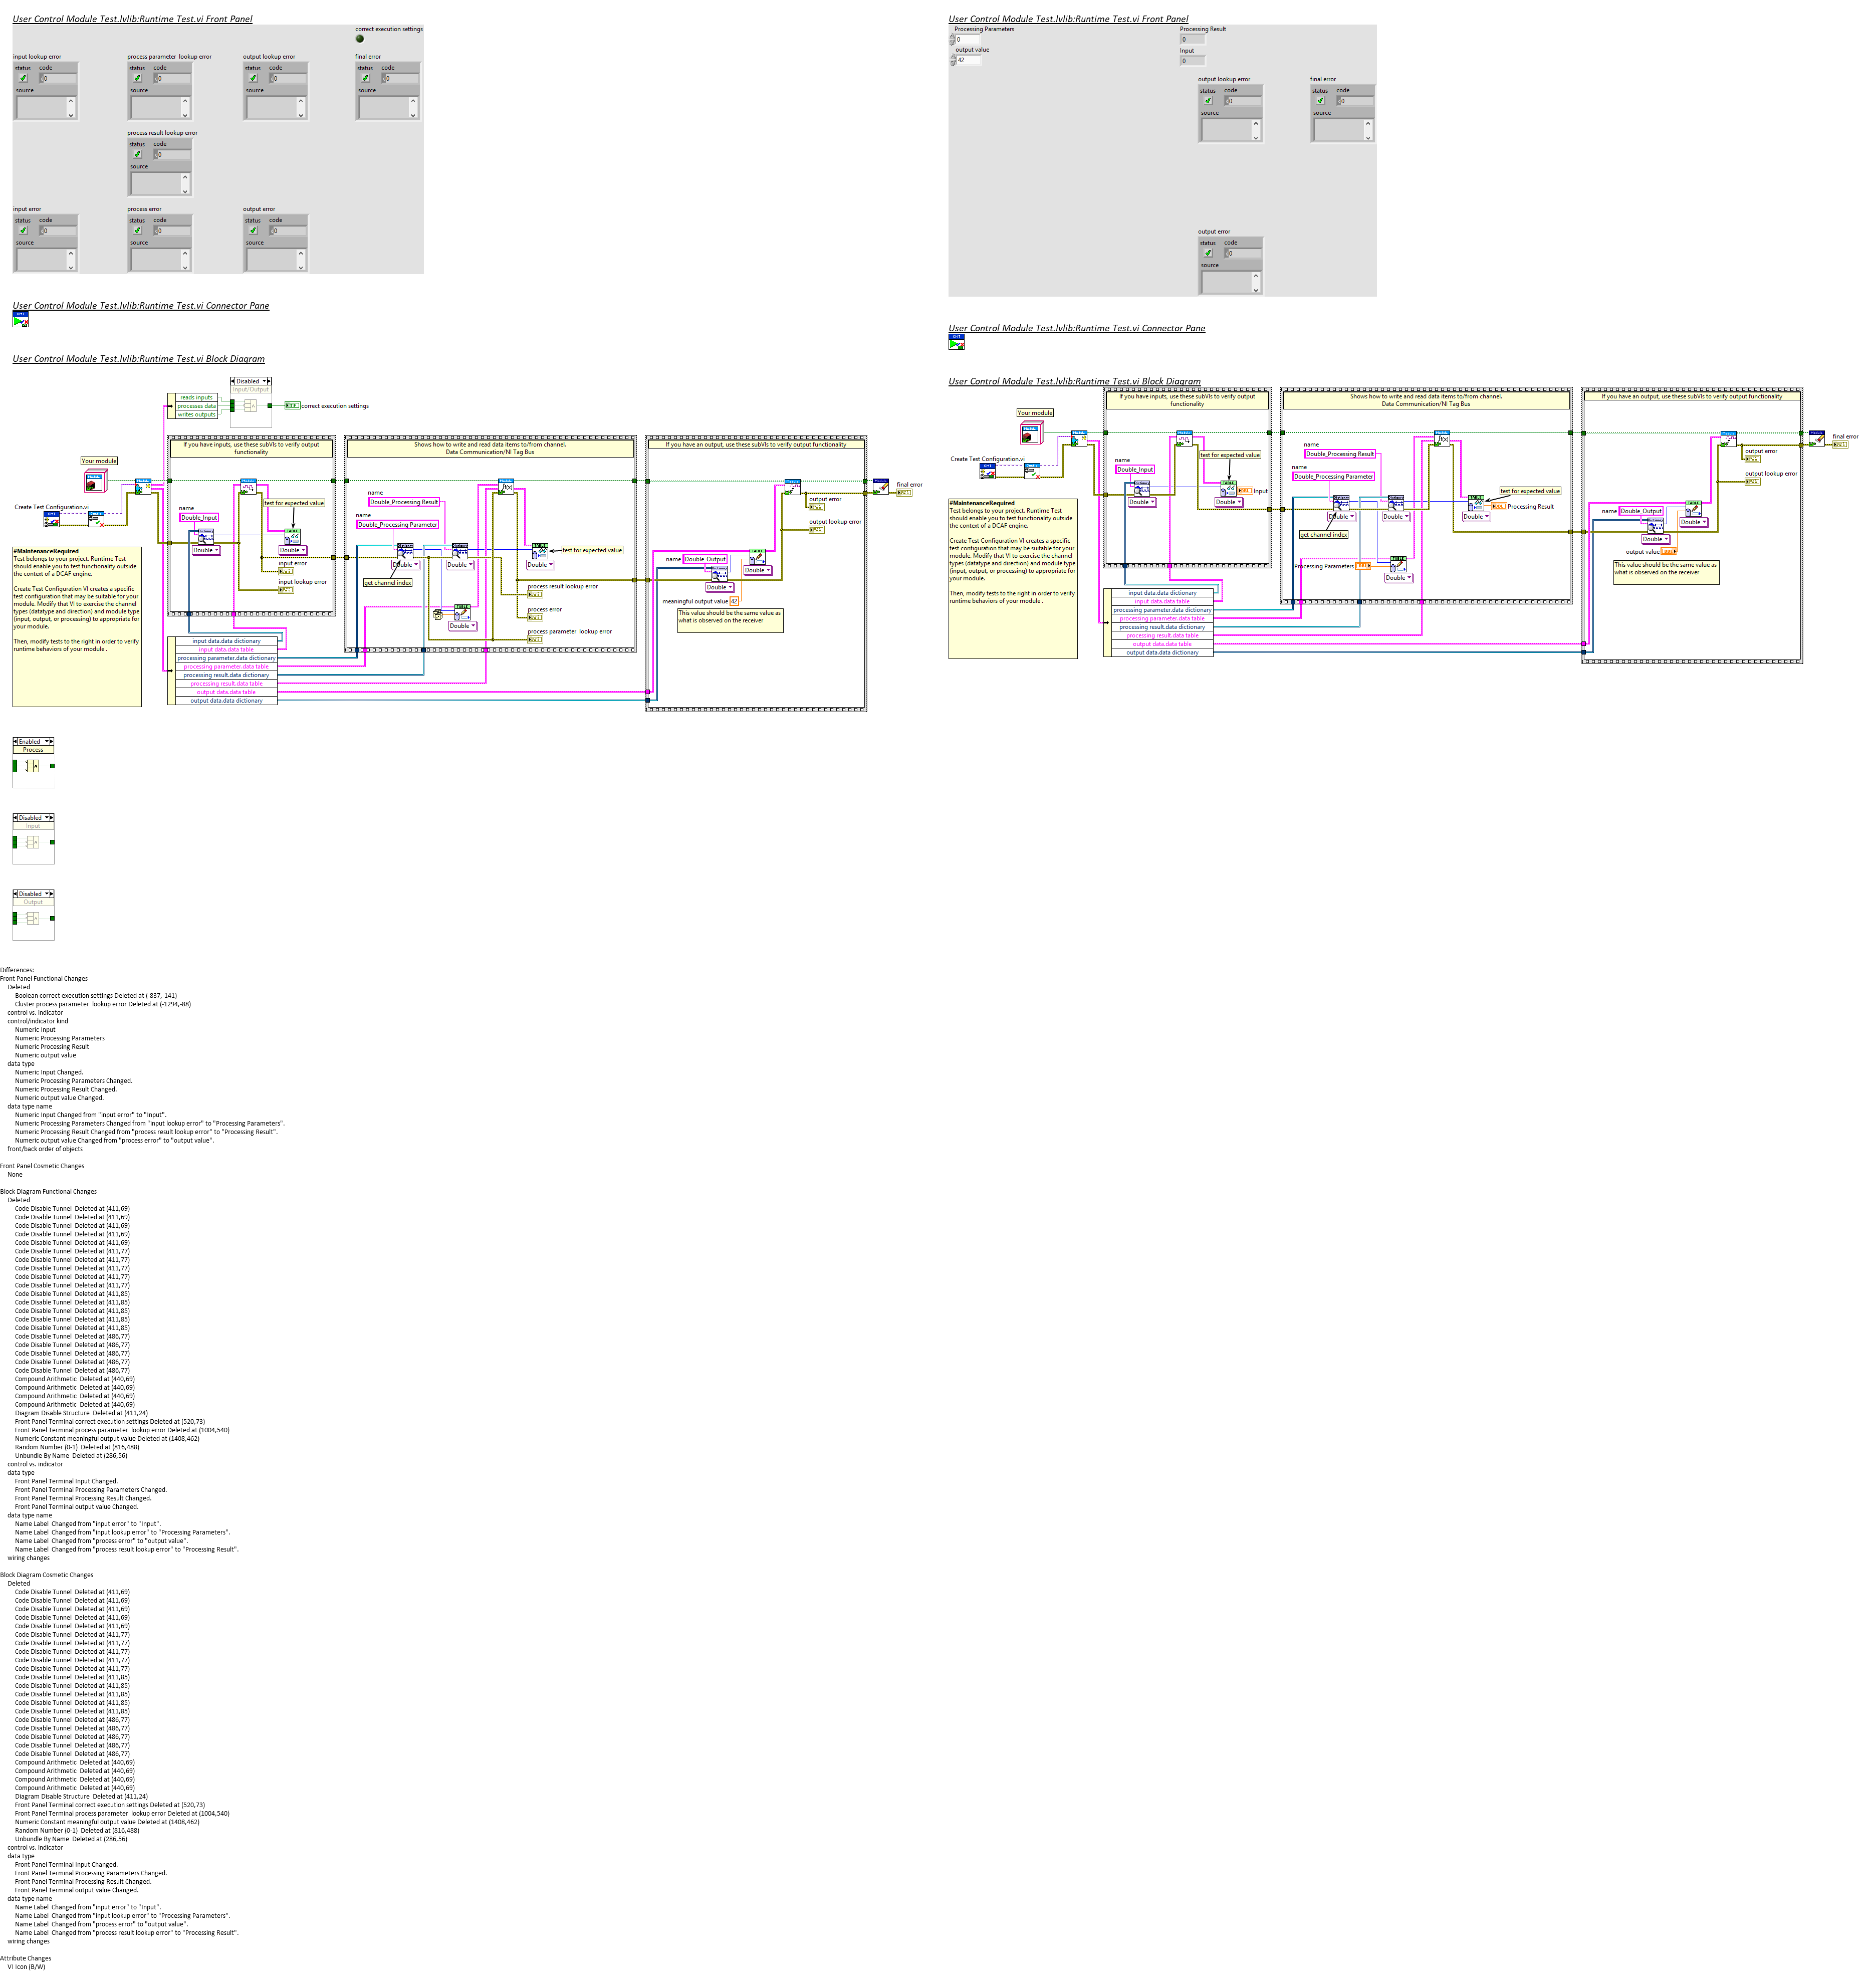 User Control Module Test.lvlib:Runtime Test.vi Front Panel
correct execution settings
input lookup error
process parameter  lookup error
output lookup error
final error
status code
0
source
status code
0
source
status code
0
source
status code
0
source
process result lookup error
status code
0
source
input error
process error
output error
status code
0
source
status code
0
source
status code
0
source
User Control Module Test.lvlib:Runtime Test.vi Connector Pane
User Control Module Test.lvlib:Runtime Test.vi Block Diagram
Disabled
Input/Output
reads inputs
processes data
writes outputs
TF
correct execution settings
If you have inputs, use these subVIs to verify output
functionality
Shows how to write and read data items to/from channel.
Data Communication/NI Tag Bus
If you have an output, use these subVIs to verify output functionality
Your module
Create Test Configuration.vi
name
Double_Input
test for expected value
Double
Double
input error
input lookup error
name
Double_Processing Result
name
Double_Processing Parameter
Double
Double
Double
get channel index
test for expected value
Double
process result lookup error
process error
process parameter  lookup error
name
Double_Output
Double
Double
meaningful output value
42
This value should be the same value as
what is observed on the receiver
output error
output lookup error
final error
#MaintenanceRequired
Test belongs to your project. Runtime Test
should enable you to test functionality outside
the context of a DCAF engine.
Create Test Configuration VI creates a specific
test configuration that may be suitable for your
module. Modify that VI to exercise the channel
types (datatype and direction) and module type
(input, output, or processing) to appropriate for
your module.
Then, modify tests to the right in order to verify
runtime behaviors of your module .
input data.data dictionary
input data.data table
processing parameter.data dictionary
processing parameter.data table
processing result.data dictionary
processing result.data table
output data.data table
output data.data dictionary
Enabled
Process
Disabled
Input
Disabled
Output
User Control Module Test.lvlib:Runtime Test.vi Front Panel
Processing Parameters
0
output value
42
Processing Result
0
Input
0
output lookup error
final error
status code
0
source
status code
0
source
output error
status code
0
source
User Control Module Test.lvlib:Runtime Test.vi Connector Pane
User Control Module Test.lvlib:Runtime Test.vi Block Diagram
If you have inputs, use these subVIs to verify output
functionality
Shows how to write and read data items to/from channel.
Data Communication/NI Tag Bus
If you have an output, use these subVIs to verify output functionality
Your module
Create Test Configuration.vi
name
Double_Input
test for expected value
Double
Double
Input
name
Double_Processing Result
name
Double_Processing Parameter
Double
Double
Double
get channel index
test for expected value
Processing Result
Processing Parameters
Double
name
Double_Output
Double
Double
output value
This value should be the same value as
what is observed on the receiver
output error
output lookup error
final error
#MaintenanceRequired
Test belongs to your project. Runtime Test
should enable you to test functionality outside
the context of a DCAF engine.
Create Test Configuration VI creates a specific
test configuration that may be suitable for your
module. Modify that VI to exercise the channel
types (datatype and direction) and module type
(input, output, or processing) to appropriate for
your module.
Then, modify tests to the right in order to verify
runtime behaviors of your module .
input data.data dictionary
input data.data table
processing parameter.data dictionary
processing parameter.data table
processing result.data dictionary
processing result.data table
output data.data table
output data.data dictionary
Differences:
Front Panel Functional Changes
Deleted
Boolean correct execution settings Deleted at (-837,-141)
Cluster process parameter  lookup error Deleted at (-1294,-88)
control vs. indicator
control/indicator kind
Numeric Input
Numeric Processing Parameters
Numeric Processing Result
Numeric output value
data type
Numeric Input Changed.
Numeric Processing Parameters Changed.
Numeric Processing Result Changed.
Numeric output value Changed.
data type name
Numeric Input Changed from "input error" to "Input".
Numeric Processing Parameters Changed from "input lookup error" to "Processing Parameters".
Numeric Processing Result Changed from "process result lookup error" to "Processing Result".
Numeric output value Changed from "process error" to "output value".
front/back order of objects
Front Panel Cosmetic Changes
None
Block Diagram Functional Changes
Deleted
Code Disable Tunnel  Deleted at (411,69)
Code Disable Tunnel  Deleted at (411,69)
Code Disable Tunnel  Deleted at (411,69)
Code Disable Tunnel  Deleted at (411,69)
Code Disable Tunnel  Deleted at (411,69)
Code Disable Tunnel  Deleted at (411,77)
Code Disable Tunnel  Deleted at (411,77)
Code Disable Tunnel  Deleted at (411,77)
Code Disable Tunnel  Deleted at (411,77)
Code Disable Tunnel  Deleted at (411,77)
Code Disable Tunnel  Deleted at (411,85)
Code Disable Tunnel  Deleted at (411,85)
Code Disable Tunnel  Deleted at (411,85)
Code Disable Tunnel  Deleted at (411,85)
Code Disable Tunnel  Deleted at (411,85)
Code Disable Tunnel  Deleted at (486,77)
Code Disable Tunnel  Deleted at (486,77)
Code Disable Tunnel  Deleted at (486,77)
Code Disable Tunnel  Deleted at (486,77)
Code Disable Tunnel  Deleted at (486,77)
Compound Arithmetic  Deleted at (440,69)
Compound Arithmetic  Deleted at (440,69)
Compound Arithmetic  Deleted at (440,69)
Compound Arithmetic  Deleted at (440,69)
Diagram Disable Structure  Deleted at (411,24)
Front Panel Terminal correct execution settings Deleted at (520,73)
Front Panel Terminal process parameter  lookup error Deleted at (1004,540)
Numeric Constant meaningful output value Deleted at (1408,462)
Random Number (0-1)  Deleted at (816,488)
Unbundle By Name  Deleted at (286,56)
control vs. indicator
data type
Front Panel Terminal Input Changed.
Front Panel Terminal Processing Parameters Changed.
Front Panel Terminal Processing Result Changed.
Front Panel Terminal output value Changed.
data type name
Name Label  Changed from "input error" to "Input".
Name Label  Changed from "input lookup error" to "Processing Parameters".
Name Label  Changed from "process error" to "output value".
Name Label  Changed from "process result lookup error" to "Processing Result".
wiring changes
Block Diagram Cosmetic Changes
Deleted
Code Disable Tunnel  Deleted at (411,69)
Code Disable Tunnel  Deleted at (411,69)
Code Disable Tunnel  Deleted at (411,69)
Code Disable Tunnel  Deleted at (411,69)
Code Disable Tunnel  Deleted at (411,69)
Code Disable Tunnel  Deleted at (411,77)
Code Disable Tunnel  Deleted at (411,77)
Code Disable Tunnel  Deleted at (411,77)
Code Disable Tunnel  Deleted at (411,77)
Code Disable Tunnel  Deleted at (411,77)
Code Disable Tunnel  Deleted at (411,85)
Code Disable Tunnel  Deleted at (411,85)
Code Disable Tunnel  Deleted at (411,85)
Code Disable Tunnel  Deleted at (411,85)
Code Disable Tunnel  Deleted at (411,85)
Code Disable Tunnel  Deleted at (486,77)
Code Disable Tunnel  Deleted at (486,77)
Code Disable Tunnel  Deleted at (486,77)
Code Disable Tunnel  Deleted at (486,77)
Code Disable Tunnel  Deleted at (486,77)
Compound Arithmetic  Deleted at (440,69)
Compound Arithmetic  Deleted at (440,69)
Compound Arithmetic  Deleted at (440,69)
Compound Arithmetic  Deleted at (440,69)
Diagram Disable Structure  Deleted at (411,24)
Front Panel Terminal correct execution settings Deleted at (520,73)
Front Panel Terminal process parameter  lookup error Deleted at (1004,540)
Numeric Constant meaningful output value Deleted at (1408,462)
Random Number (0-1)  Deleted at (816,488)
Unbundle By Name  Deleted at (286,56)
control vs. indicator
data type
Front Panel Terminal Input Changed.
Front Panel Terminal Processing Parameters Changed.
Front Panel Terminal Processing Result Changed.
Front Panel Terminal output value Changed.
data type name
Name Label  Changed from "input error" to "Input".
Name Label  Changed from "input lookup error" to "Processing Parameters".
Name Label  Changed from "process error" to "output value".
Name Label  Changed from "process result lookup error" to "Processing Result".
wiring changes
Attribute Changes
VI Icon (B/W)